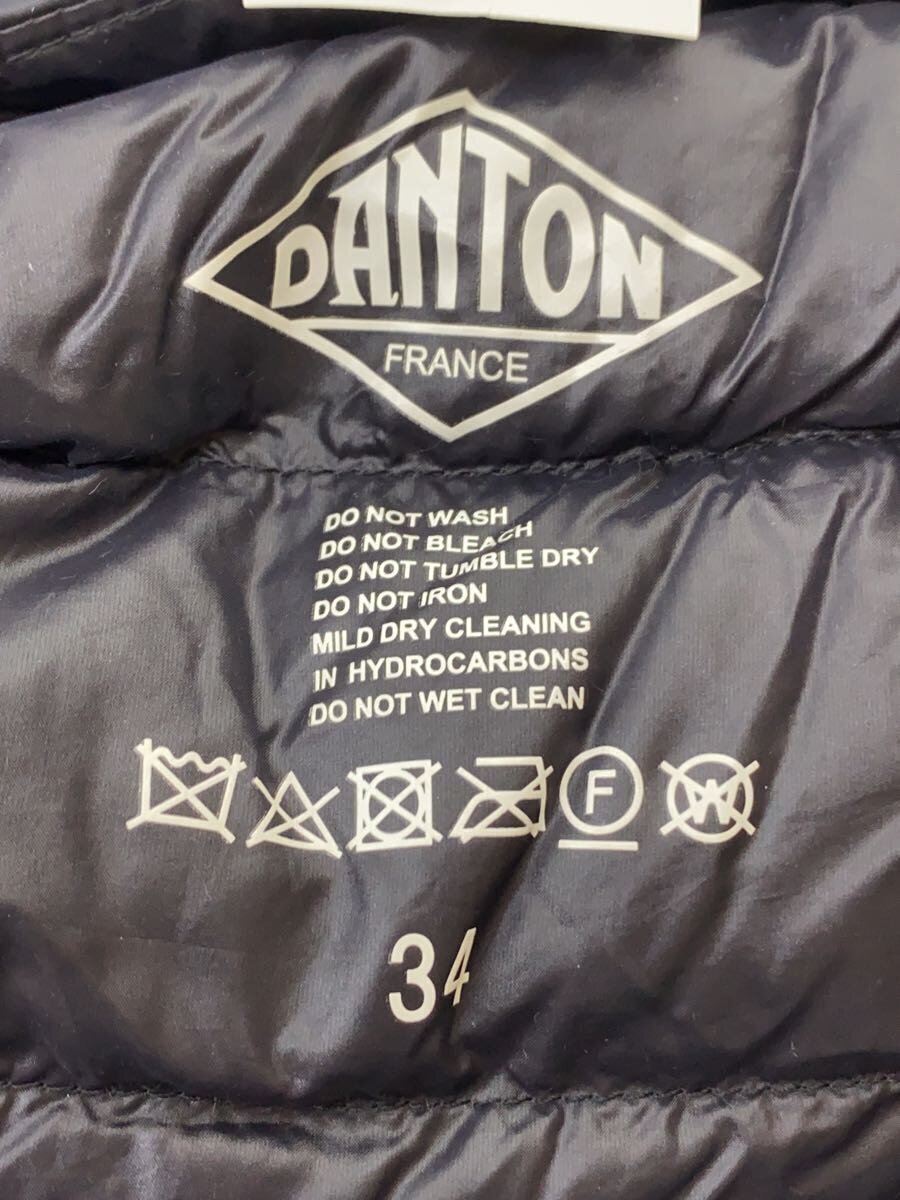 DANTON
FRANCE
DO NOT WASH
DO NOT BLEACH
DO NOT TUMBLE DRY
DO NOT IRON
MILD DRY CLEANING
IN HYDROCARBONS
DO NOT WET CLEAN
F W
34